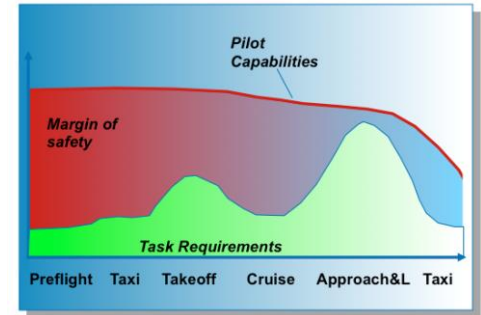 Pilot
Capabilities
Margin of
safety
Task Requirements
Preflight Taxi Takeoff Cruise Approach&L Taxi